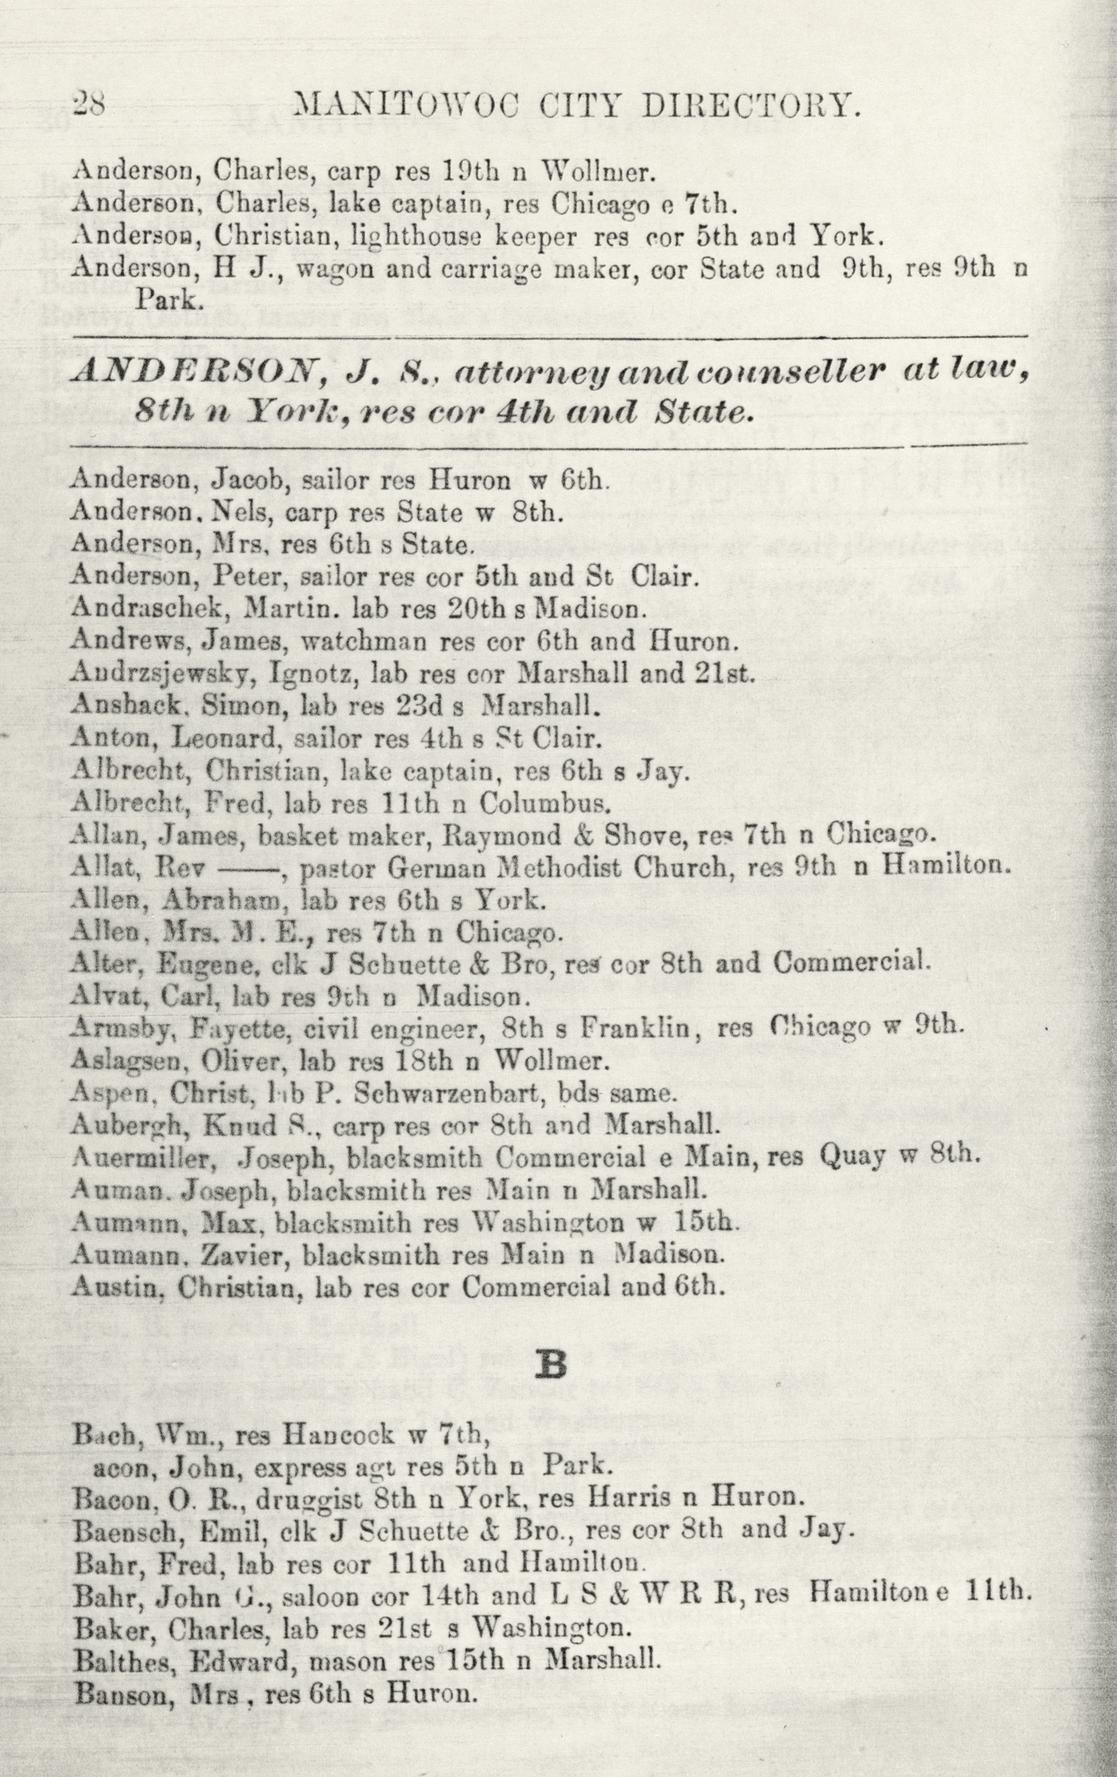 28 MANITOWOC CITY DIRECTORY.
Anderson, Charles, carp res 19th n Wollmer.
Anderson, Charles, lake captain, res Chicago e 7th.
Anderson, Christian, lighthouse keeper res cor 5th and York.
Anderson, H J., wagon and carriage maker, cor State and 9th, res 9th n
Park.
ANDERSON, J. S., attorney and counseller at law,
8th n York, res cor 4th and State.
Anderson, Jacob, sailor res Huron w 6th.
Anderson. Nels, carp res State w 8th.
Anderson, Mrs, res 6th s State.
Anderson, Peter, sailor res cor 5th and St Clair.
Andraschek, Martin. lab res 20th s Madison.
Andrews, James, watchman res cor 6th and Huron.
Andrzsjewsky, Ignotz, lab res cor Marshall and 21st.
Anshack. Simon, lab res 23d s Marshall.
Anton, Leonard, sailor res 4th s St Clair.
Albrecht, Christian, lake captain, res 6th s Jay.
Albrecht, Fred, lab res 11th n Columbus.
Allan, James, basket maker, Raymond & Shove, res 7th n Chicago.
Allat, Rev ——, pastor German Methodist Church, res 9th n Hamilton.
Allen, Abraham, lab res 6th s York.
Allen, Mrs. M. E., res 7th n Chicago.
Alter, Eugene, clk J Schuette & Bro, res cor 8th and Commercial.
Alvat, Carl, lab res 9th n Madison.
Armsby, Fayette, civil engineer, 8th s Franklin, res Chicago w 9th.
Aslagsen, Oliver, lab res 18th n Wollmer.
Aspen, Christ, lab P. Schwarzenbart, bds same.
Aubergh, Knud S., carp res cor 8th and Marshall.
Auermiller, Joseph, blacksmith Commercial e Main, res Quay w 8th.
Auman. Joseph, blacksmith res Main n Marshall.
Aumann, Max, blacksmith res Washington w 15th.
Aumann, Zavier, blacksmith res Main n Madison.
Austin, Christian, lab res cor Commercial and 6th.
B
Bach, Wm., res Hancock w 7th,
acon, John, express agt res 5th n Park.
Bacon, O. R., druggist 8th n York, res Harris n Huron.
Baensch, Emil, clk J Schuette & Bro., res cor 8th and Jay.
Bahr, Fred, lab res cor 11th and Hamilton.
Bahr, John G., saloon cor 14th and L S & W R R, res Hamilton e 11th.
Baker, Charles, lab res 21st s Washington.
Balthes, Edward, mason res 15th n Marshall.
Banson, Mrs, res 6th s Huron.